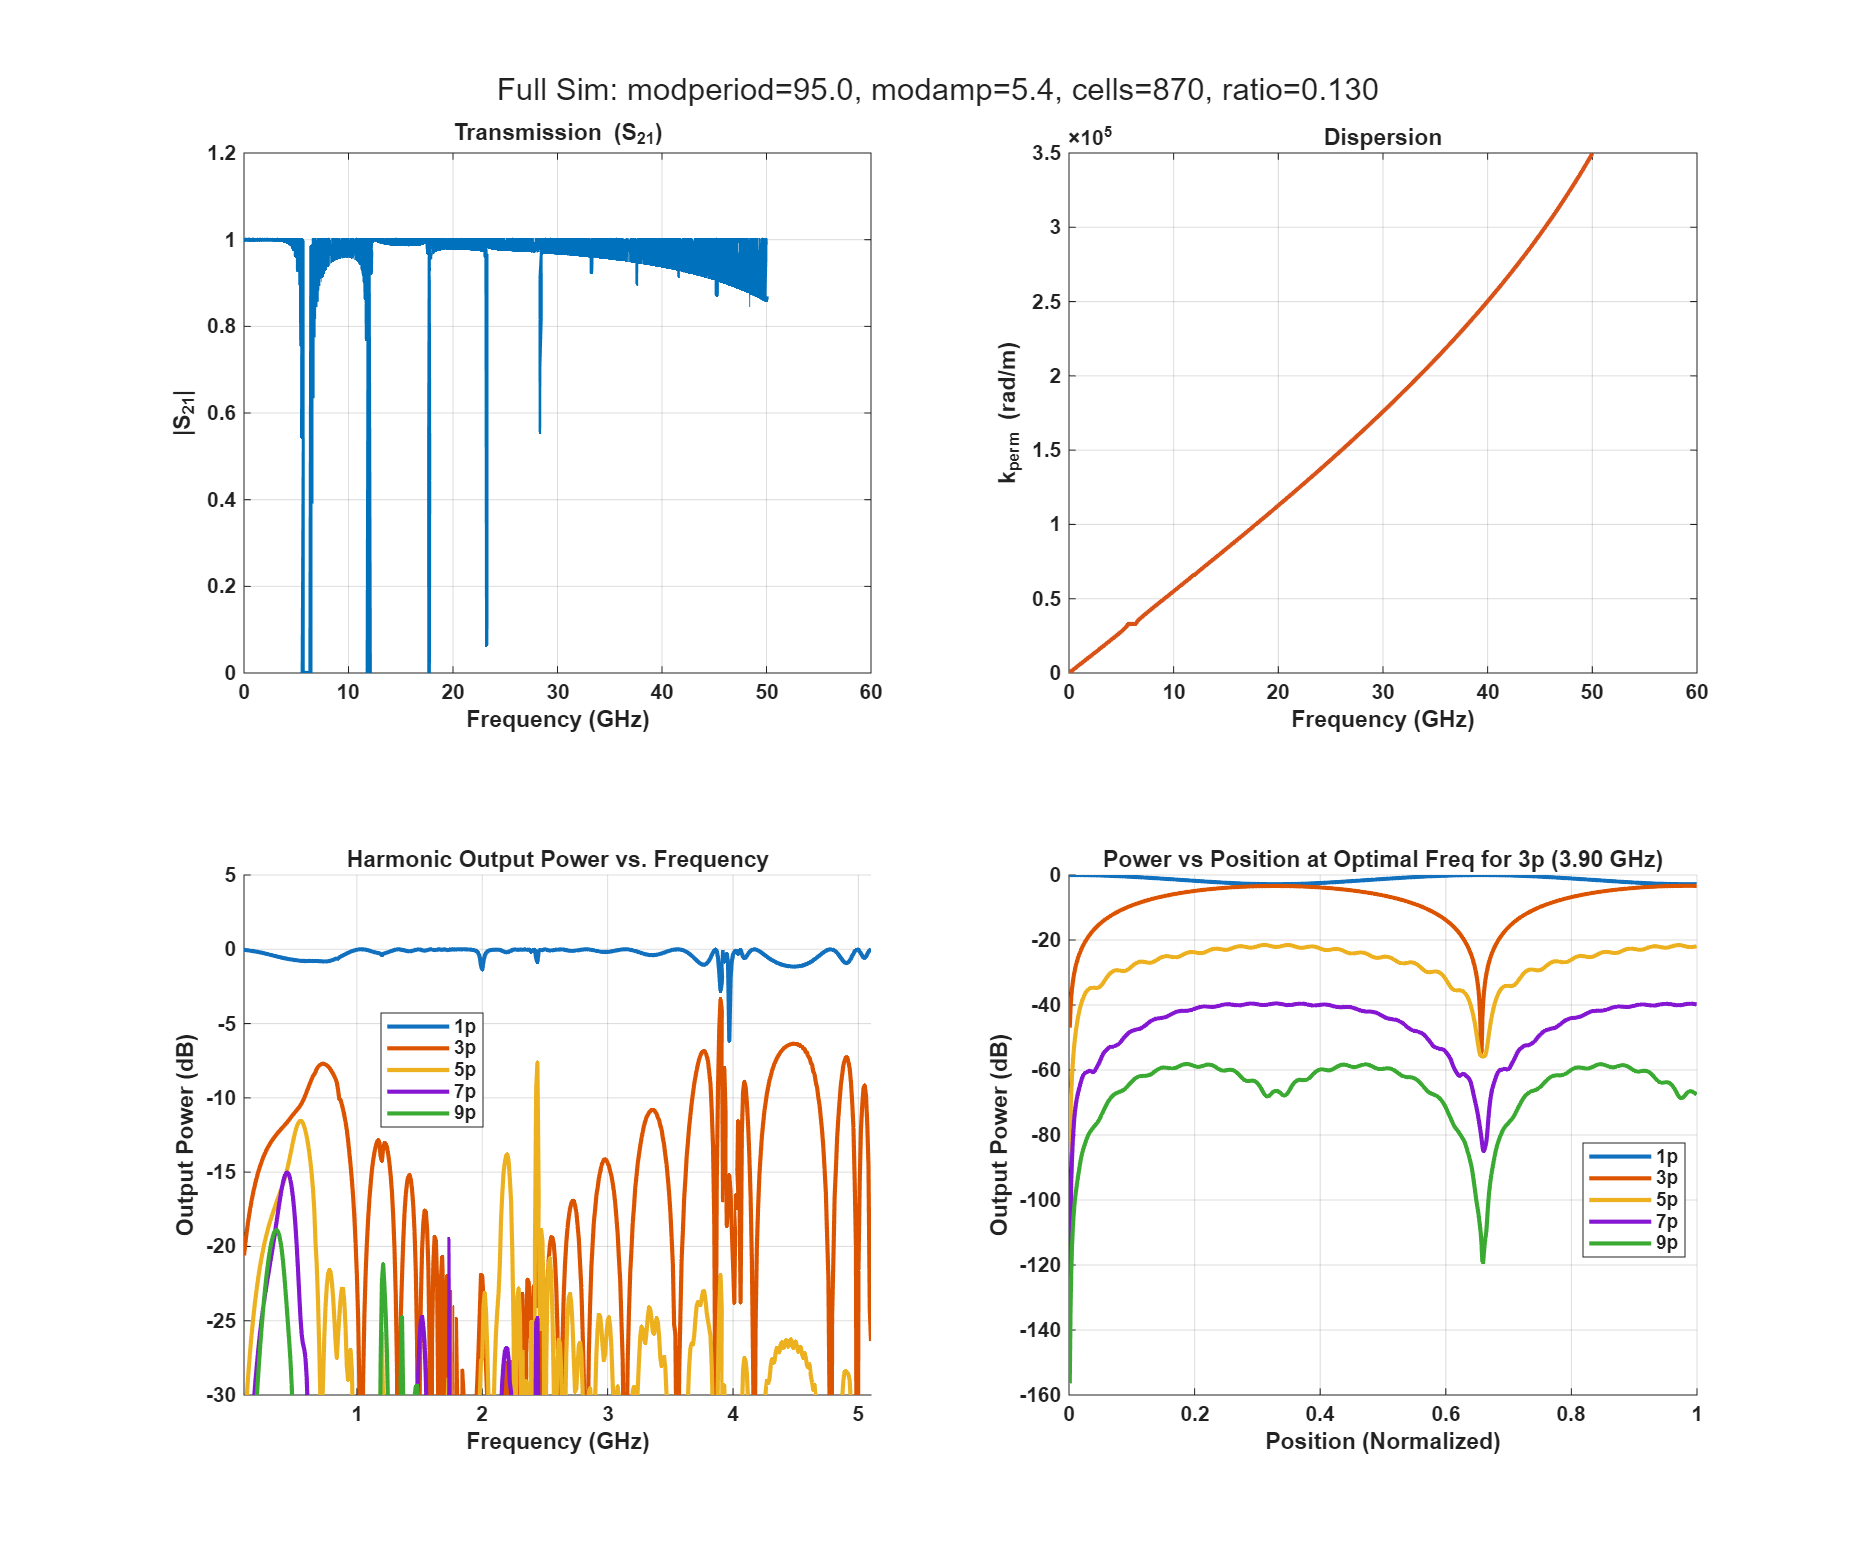 Full Sim: modperiod=95.0, modamp=5.4, cells=870, ratio=0.130
Transmission (S21)
1.2
1
0.8
0.6
0.4
0.2
0
|S21|
0 10 20 30 40 50 60
Frequency (GHz)
×10^5
Dispersion
3.5
3
2.5
2
1.5
1
0.5
0
kperm (rad/m)
0 10 20 30 40 50 60
Frequency (GHz)
Harmonic Output Power vs. Frequency
5
0
-5
-10
-15
-20
-25
-30
Output Power (dB)
1p
3p
5p
7p
9p
1 2 3 4 5
Frequency (GHz)
Power vs Position at Optimal Freq for 3p (3.90 GHz)
0
-20
-40
-60
-80
-100
-120
-140
-160
Output Power (dB)
1p
3p
5p
7p
9p
0 0.2 0.4 0.6 0.8 1
Position (Normalized)